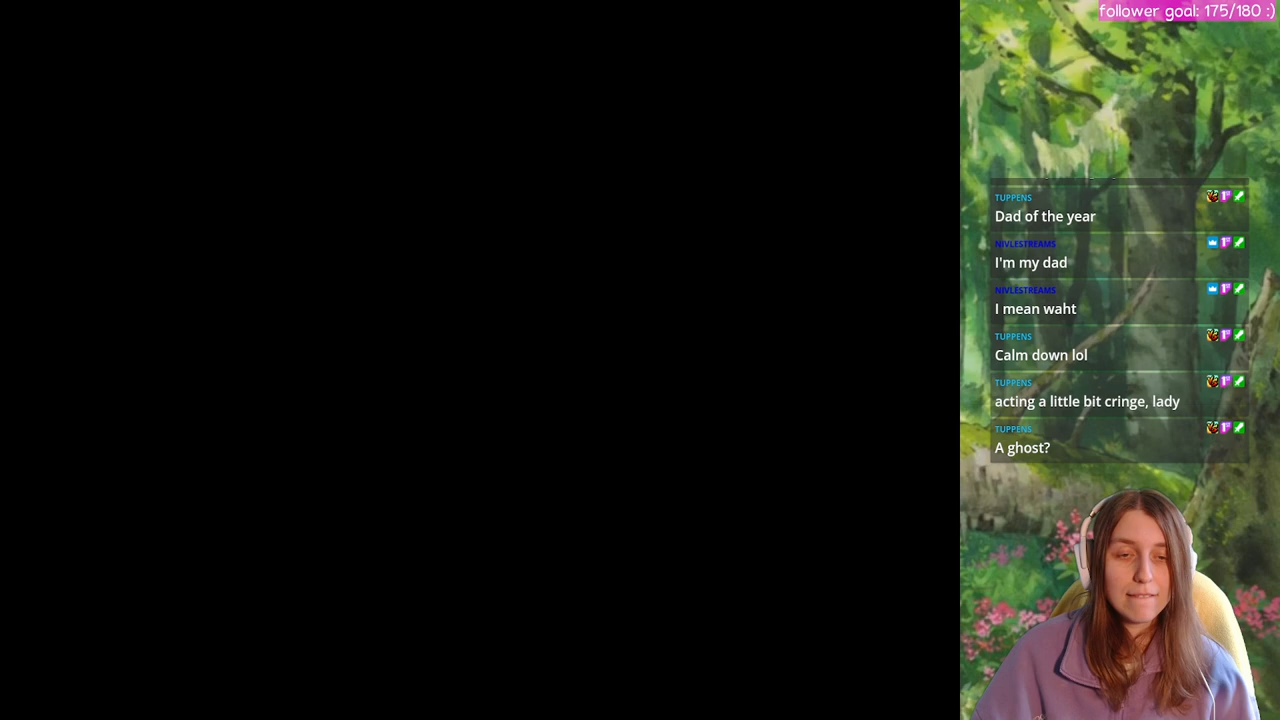 follower goal: 175/180 :)
TUPPENS
Dad of the year
NIVLESTREAMS
I'm my dad
NIVLESTREAMS
I mean waht
TUPPENS
Calm down lol
TUPPENS
acting a little bit cringe, lady
TUPPENS
A ghost?